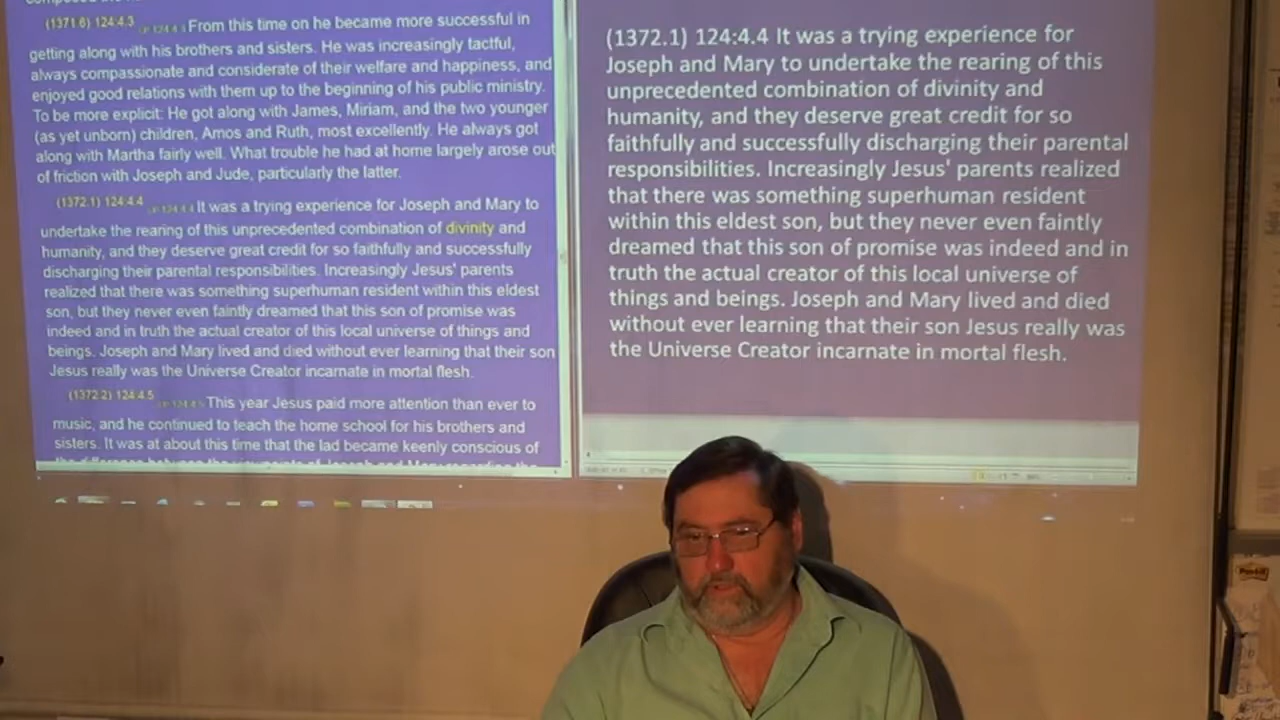 (1371.6) 124:4.3 From this time on he became more successful in
getting along with his brothers and sisters. He was increasingly tactful,
always compassionate and considerate of their welfare and happiness, and
enjoyed good relations with them up to the beginning of his public ministry.
To be more explicit: He got along with James, Miriam, and the two younger
(as yet unborn) children, Amos and Ruth, most excellently. He always got
along with Martha fairly well. What trouble he had at home largely arose out
of friction with Joseph and Jude, particularly the latter.
(1372.1) 124:4.4 It was a trying experience for Joseph and Mary to
undertake the rearing of this unprecedented combination of divinity and
humanity, and they deserve great credit for so faithfully and successfully
discharging their parental responsibilities. Increasingly Jesus' parents
realized that there was something superhuman resident within this eldest
son, but they never even faintly dreamed that this son of promise was
indeed and in truth the actual creator of this local universe of things and
beings. Joseph and Mary lived and died without ever learning that their son
Jesus really was the Universe Creator incarnate in mortal flesh.
(1372.2) 124:4.5 This year Jesus paid more attention than ever to
music, and he continued to teach the home school for his brothers and
sisters. It was at about this time that the lad became keenly conscious of
(1372.1) 124:4.4 It was a trying experience for
Joseph and Mary to undertake the rearing of this
unprecedented combination of divinity and
humanity, and they deserve great credit for so
faithfully and successfully discharging their parental
responsibilities. Increasingly Jesus' parents realized
that there was something superhuman resident
within this eldest son, but they never even faintly
dreamed that this son of promise was indeed and in
truth the actual creator of this local universe of
things and beings. Joseph and Mary lived and died
without ever learning that their son Jesus really was
the Universe Creator incarnate in mortal flesh.
Post-it